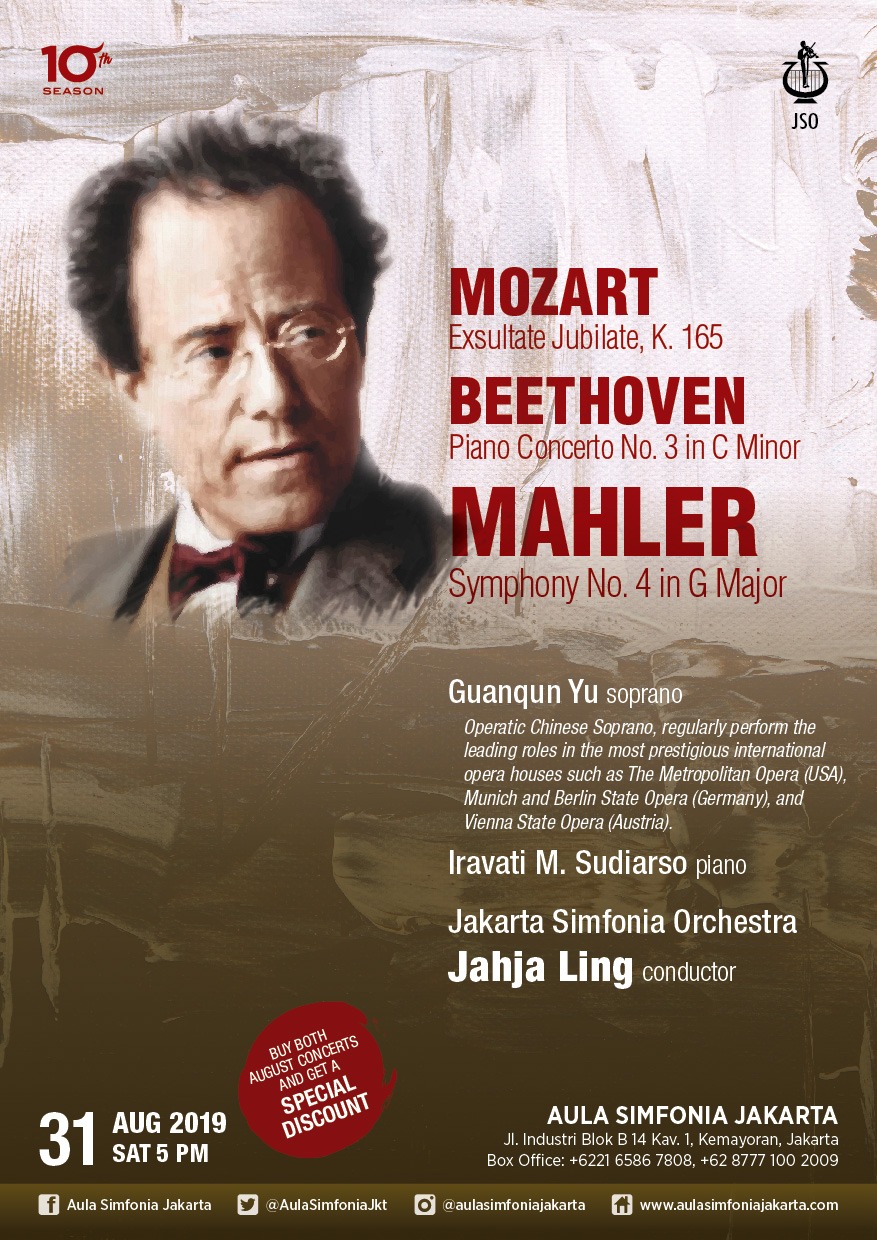 10th
SEASON
JSO
MOZART
Exsultate Jubilate, K. 165
BEETHOVEN
Piano Concerto No. 3 in C Minor
MAHLER
Symphony No. 4 in G Major
Guanqun Yu soprano
Operatic Chinese Soprano, regularly perform the
leading roles in the most prestigious international
opera houses such as The Metropolitan Opera (USA),
Munich and Berlin State Opera (Germany), and
Vienna State Opera (Austria).
Iravati M. Sudiarso piano
Jakarta Simfonia Orchestra
Jahja Ling conductor
BUY BOTH
AUGUST CONCERTS
AND GET A
SPECIAL
DISCOUNT
31 AUG 2019
SAT 5 PM
AULA SIMFONIA JAKARTA
Jl. Industri Blok B 14 Kav. 1, Kemayoran, Jakarta
Box Office: +6221 6586 7808, +62 8777 100 2009
Aula Simfonia Jakarta @AulaSimfoniaJkt @aulasimfoniajakarta www.aulasimfoniajakarta.com